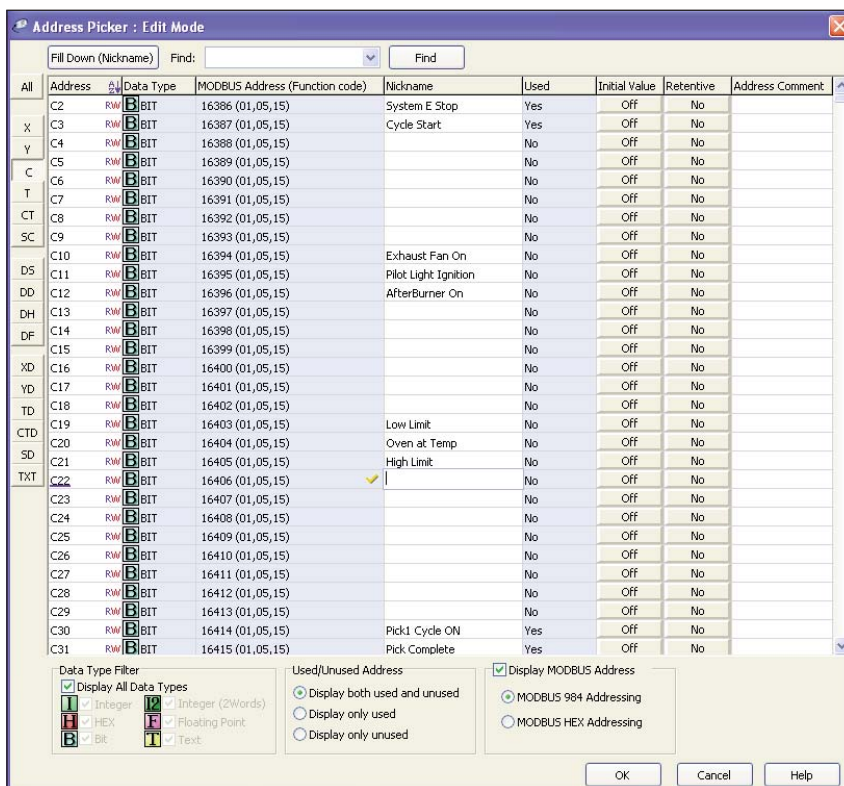 Address Picker : Edit Mode
Fill Down (Nickname) Find: Find
All Address Data Type MODBUS Address (Function code) Nickname Used Initial Value Retentive Address Comment
C2 RW B BIT 16386 (01,05,15) System E Stop Yes Off No
X C3 RW B BIT 16387 (01,05,15) Cycle Start Yes Off No
Y C4 RW B BIT 16388 (01,05,15) No Off No
C5 RW B BIT 16389 (01,05,15) No Off No
C C6 RW B BIT 16390 (01,05,15) No Off No
T C7 RW B BIT 16391 (01,05,15) No Off No
CT C8 RW B BIT 16392 (01,05,15) No Off No
SC C9 RW B BIT 16393 (01,05,15) No Off No
C10 RW B BIT 16394 (01,05,15) Exhaust Fan On No Off No
DS C11 RW B BIT 16395 (01,05,15) Pilot Light Ignition No Off No
DD C12 RW B BIT 16396 (01,05,15) AfterBurner On No Off No
DH C13 RW B BIT 16397 (01,05,15) No Off No
DF C14 RW B BIT 16398 (01,05,15) No Off No
C15 RW B BIT 16399 (01,05,15) No Off No
XD C16 RW B BIT 16400 (01,05,15) No Off No
YD C17 RW B BIT 16401 (01,05,15) No Off No
TD C18 RW B BIT 16402 (01,05,15) No Off No
CTD C19 RW B BIT 16403 (01,05,15) Low Limit No Off No
SD C20 RW B BIT 16404 (01,05,15) Oven at Temp No Off No
C21 RW B BIT 16405 (01,05,15) High Limit No Off No
TXT C22 RW B BIT 16406 (01,05,15) No Off No
C23 RW B BIT 16407 (01,05,15) No Off No
C24 RW B BIT 16408 (01,05,15) No Off No
C25 RW B BIT 16409 (01,05,15) No Off No
C26 RW B BIT 16410 (01,05,15) No Off No
C27 RW B BIT 16411 (01,05,15) No Off No
C28 RW B BIT 16412 (01,05,15) No Off No
C29 RW B BIT 16413 (01,05,15) No Off No
C30 RW B BIT 16414 (01,05,15) Pick1 Cycle ON Yes Off No
C31 RW B BIT 16415 (01,05,15) Pick Complete Yes Off No
Data Type Filter Used/Unused Address Display MODBUS Address
Display All Data Types Display both used and unused MODBUS 984 Addressing
I Integer I2 Integer (2Words) Display only used MODBUS HEX Addressing
H HEX F Floating Point Display only unused
B Bit T Text
OK Cancel Help